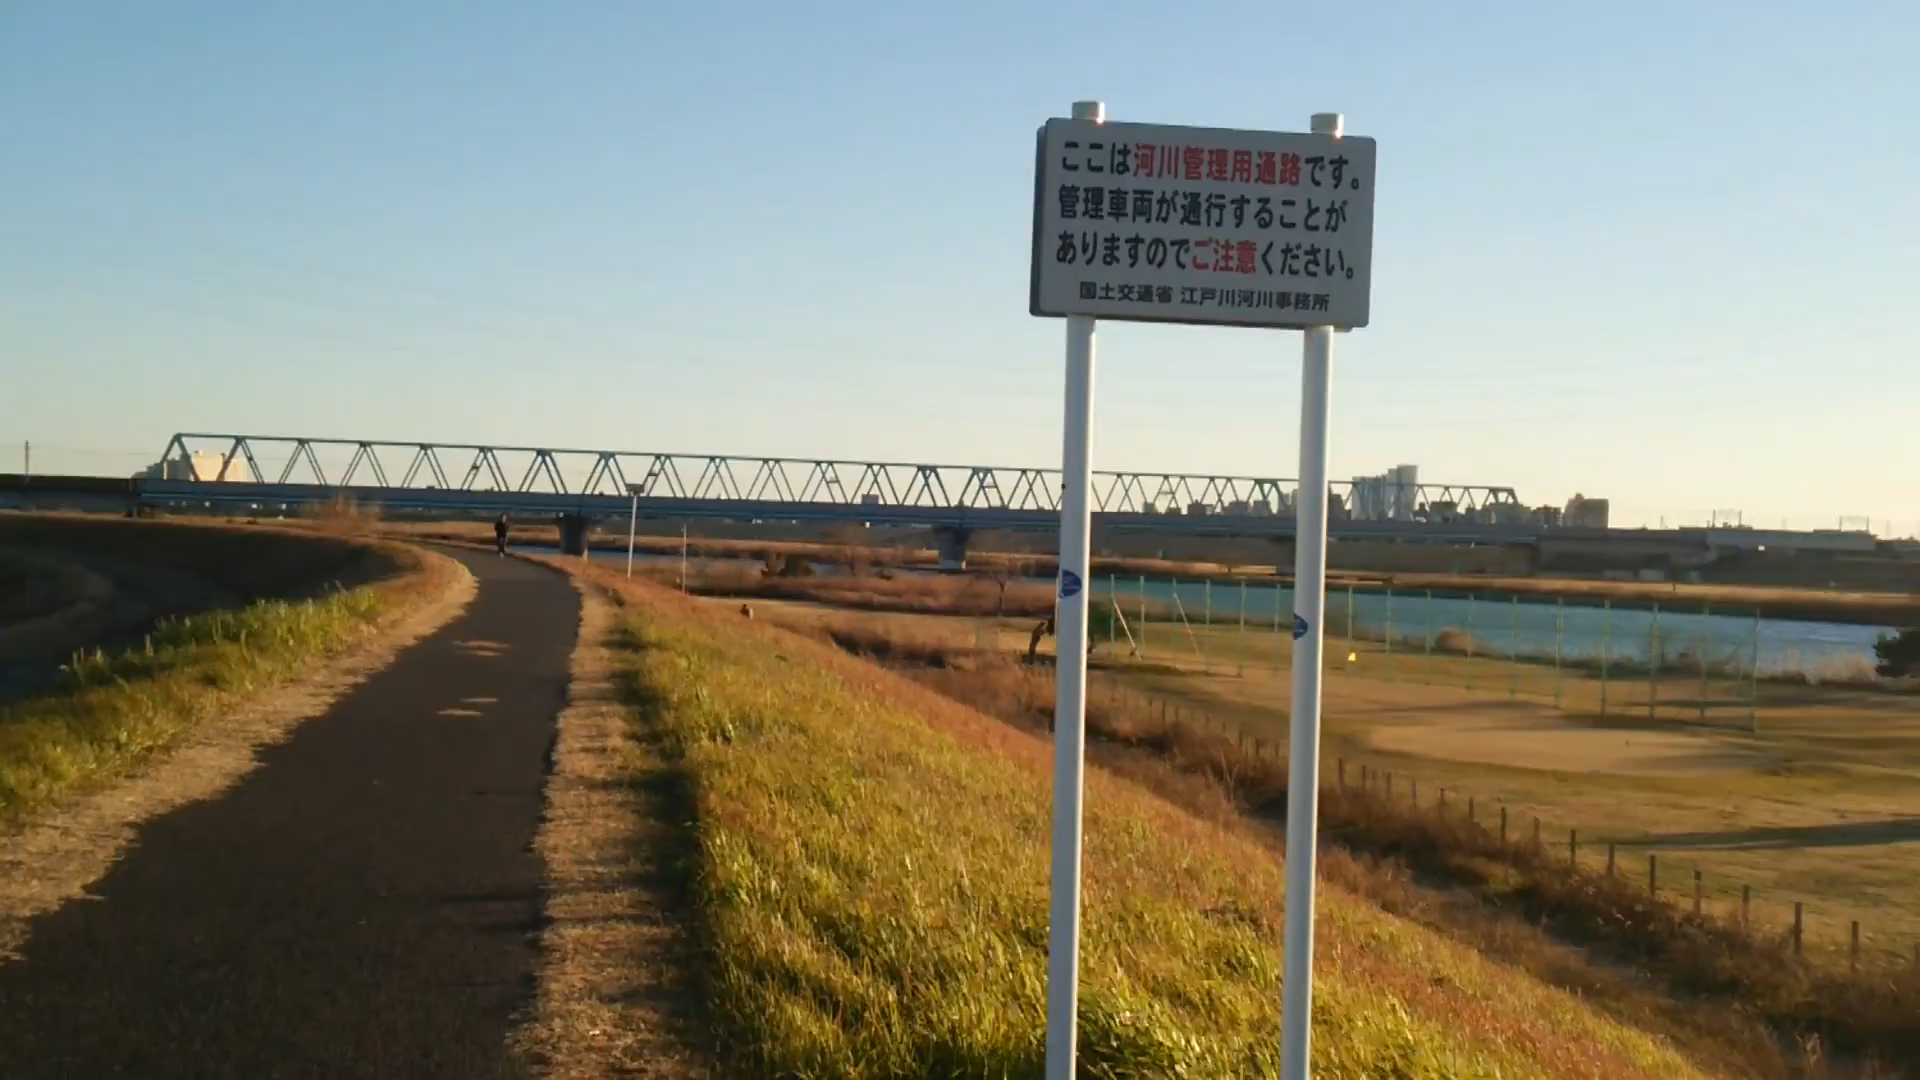 ここは河川管理用通路です。
管理車両が通行することが
ありますのでご注意ください。
国土交通省 江戸川河川事務所